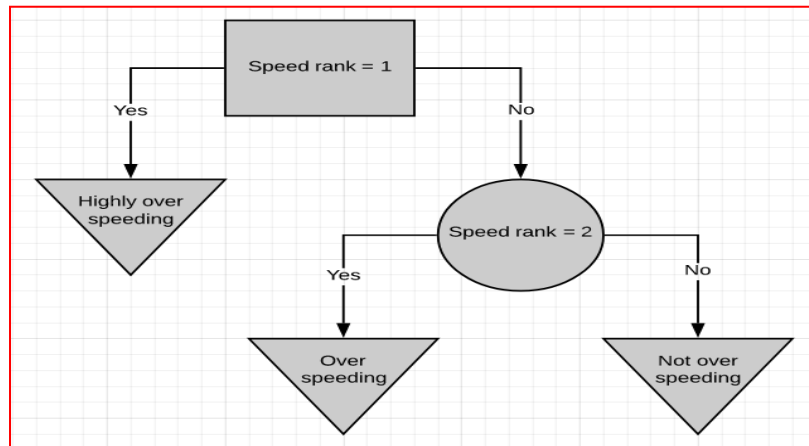 Speed rank = 1
Yes
No
Highly over
speeding
Speed rank = 2
Yes
No
Over
speeding
Not over
speeding